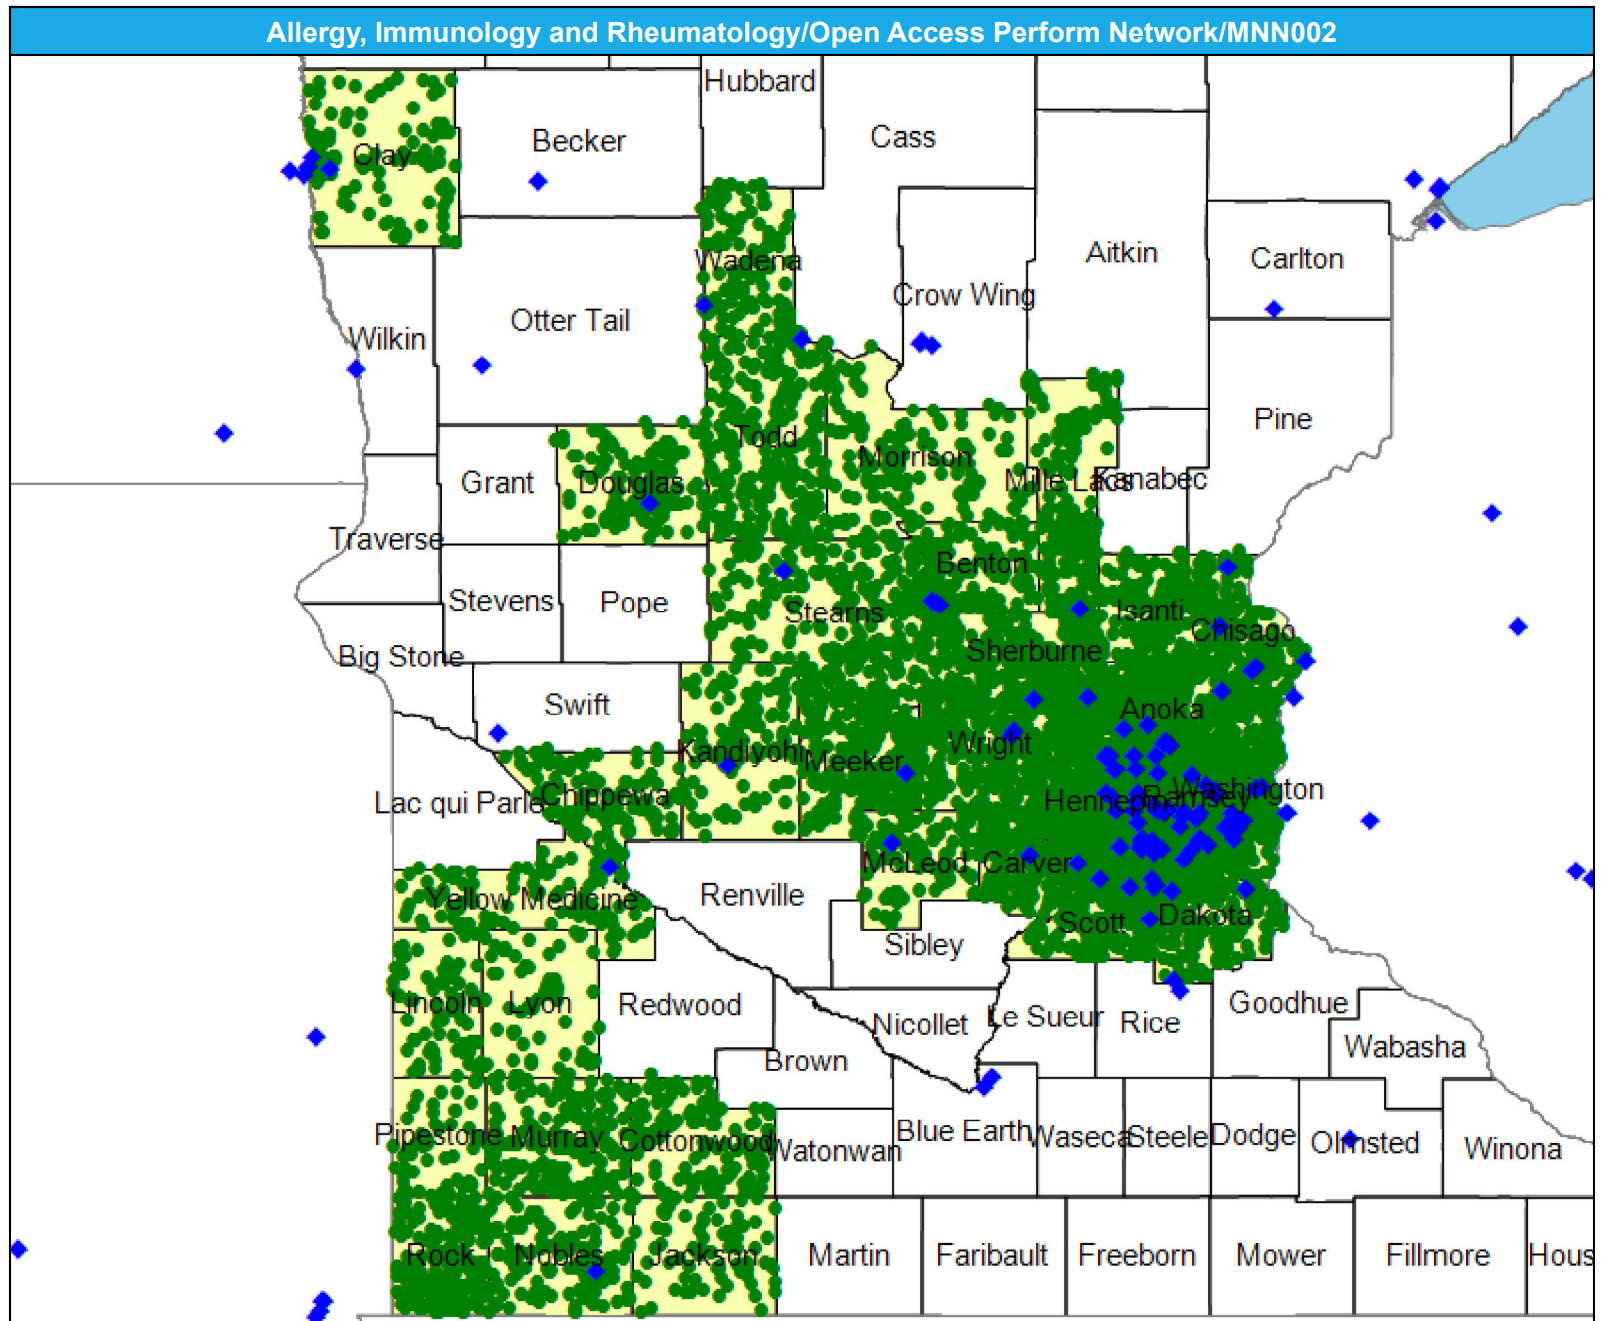 Allergy, Immunology and Rheumatology/Open Access Perform Network/MNN002
Hubbard
Becker
Cass
Clay
Wadena
Aitkin
Carlton
Crow Wing
Otter Tail
Wilkin
Pine
Todd
Morrison
Grant
Douglas
Mille Lacs
Kanabec
Traverse
Benton
Stevens
Pope
Stearns
Isanti
Chisago
Big Stone
Sherburne
Swift
Anoka
Kandiyohi
Meeker
Wright
Lac qui Parle
Chippewa
Hennepin
Ramsey
Washington
McLeod
Carver
Yellow Medicine
Renville
Scott
Dakota
Sibley
Lincoln
Lyon
Redwood
Nicollet
Le Sueur
Rice
Goodhue
Brown
Wabasha
Pipestone
Murray
Cottonwood
Watonwan
Blue Earth
Waseca
Steele
Dodge
Olmsted
Winona
Rock
Nobles
Jackson
Martin
Faribault
Freeborn
Mower
Fillmore
Hous